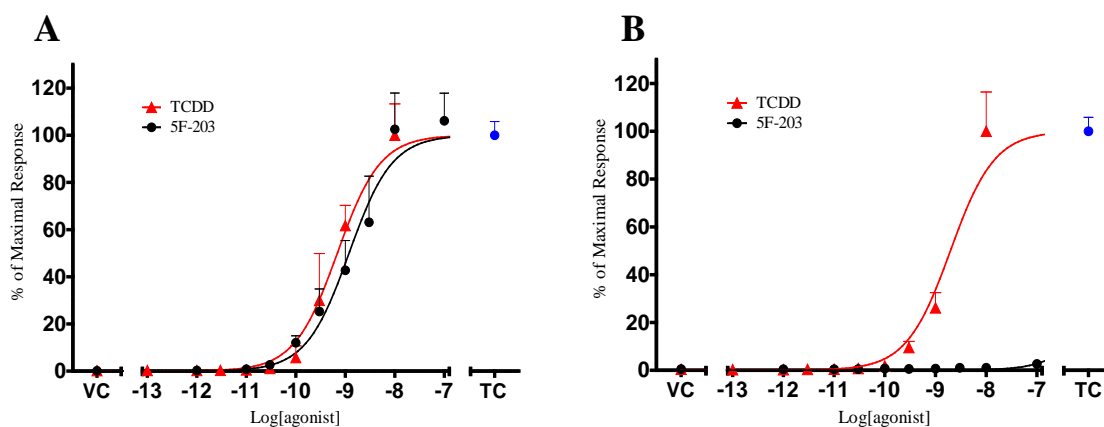 A
% of Maximal Response
120
100
80
60
40
20
0
TCDD
5F-203
VC -13 -12 -11 -10 -9 -8 -7 TC
Log[agonist]
B
% of Maximal Response
120
100
80
60
40
20
0
TCDD
5F-203
VC -13 -12 -11 -10 -9 -8 -7 TC
Log[agonist]